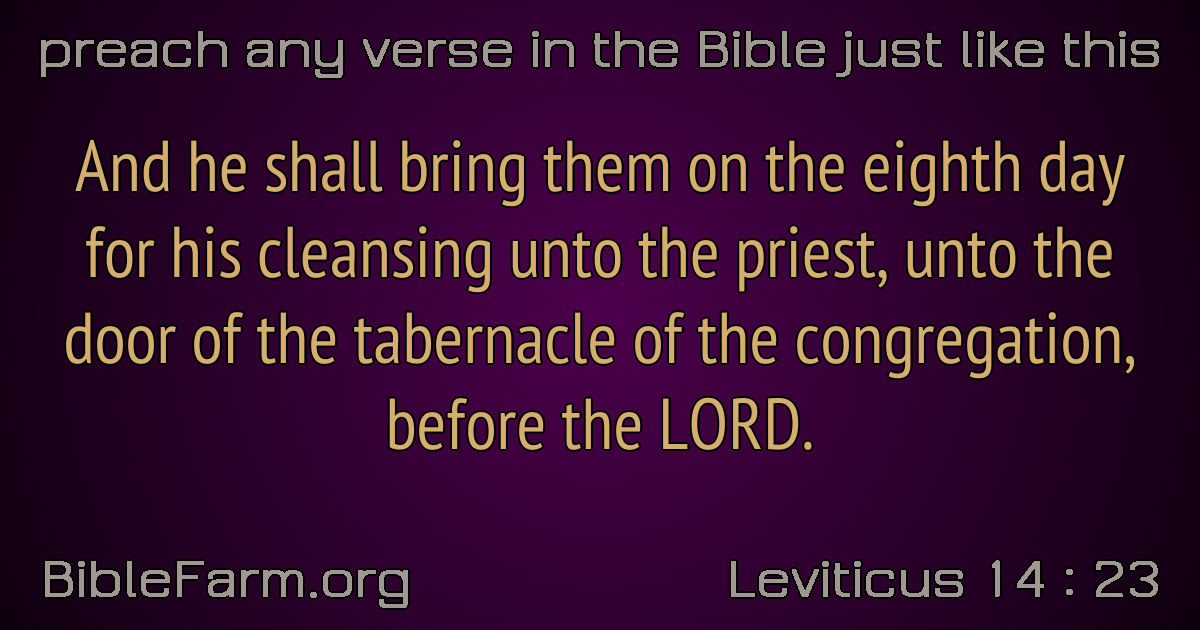 preach any verse in the Bible just like this
And he shall bring them on the eighth day
for his cleansing unto the priest, unto the
door of the tabernacle of the congregation,
before the LORD.
BibleFarm.org
Leviticus 14 : 23